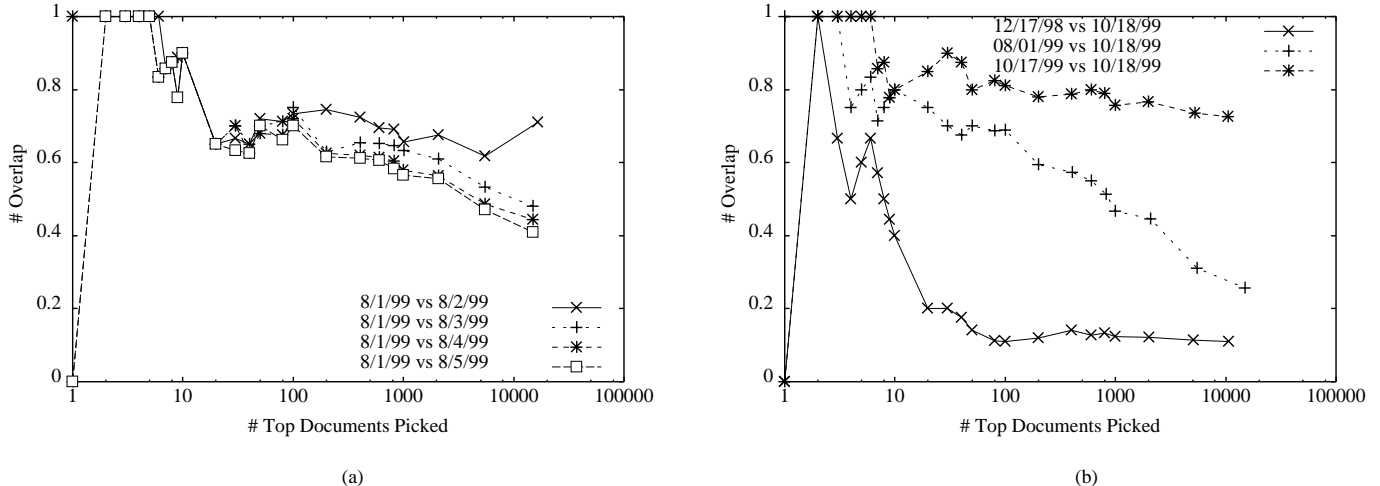 0
0.2
0.4
0.6
0.8
1
1
10
100
1000
10000
100000
# Overlap
# Top Documents Picked
8/1/99 vs 8/2/99
8/1/99 vs 8/3/99
8/1/99 vs 8/4/99
8/1/99 vs 8/5/99
(a)
0
0.2
0.4
0.6
0.8
1
1
10
100
1000
10000
100000
# Overlap
# Top Documents Picked
12/17/98 vs 10/18/99
08/01/99 vs 10/18/99
10/17/99 vs 10/18/99
(b)